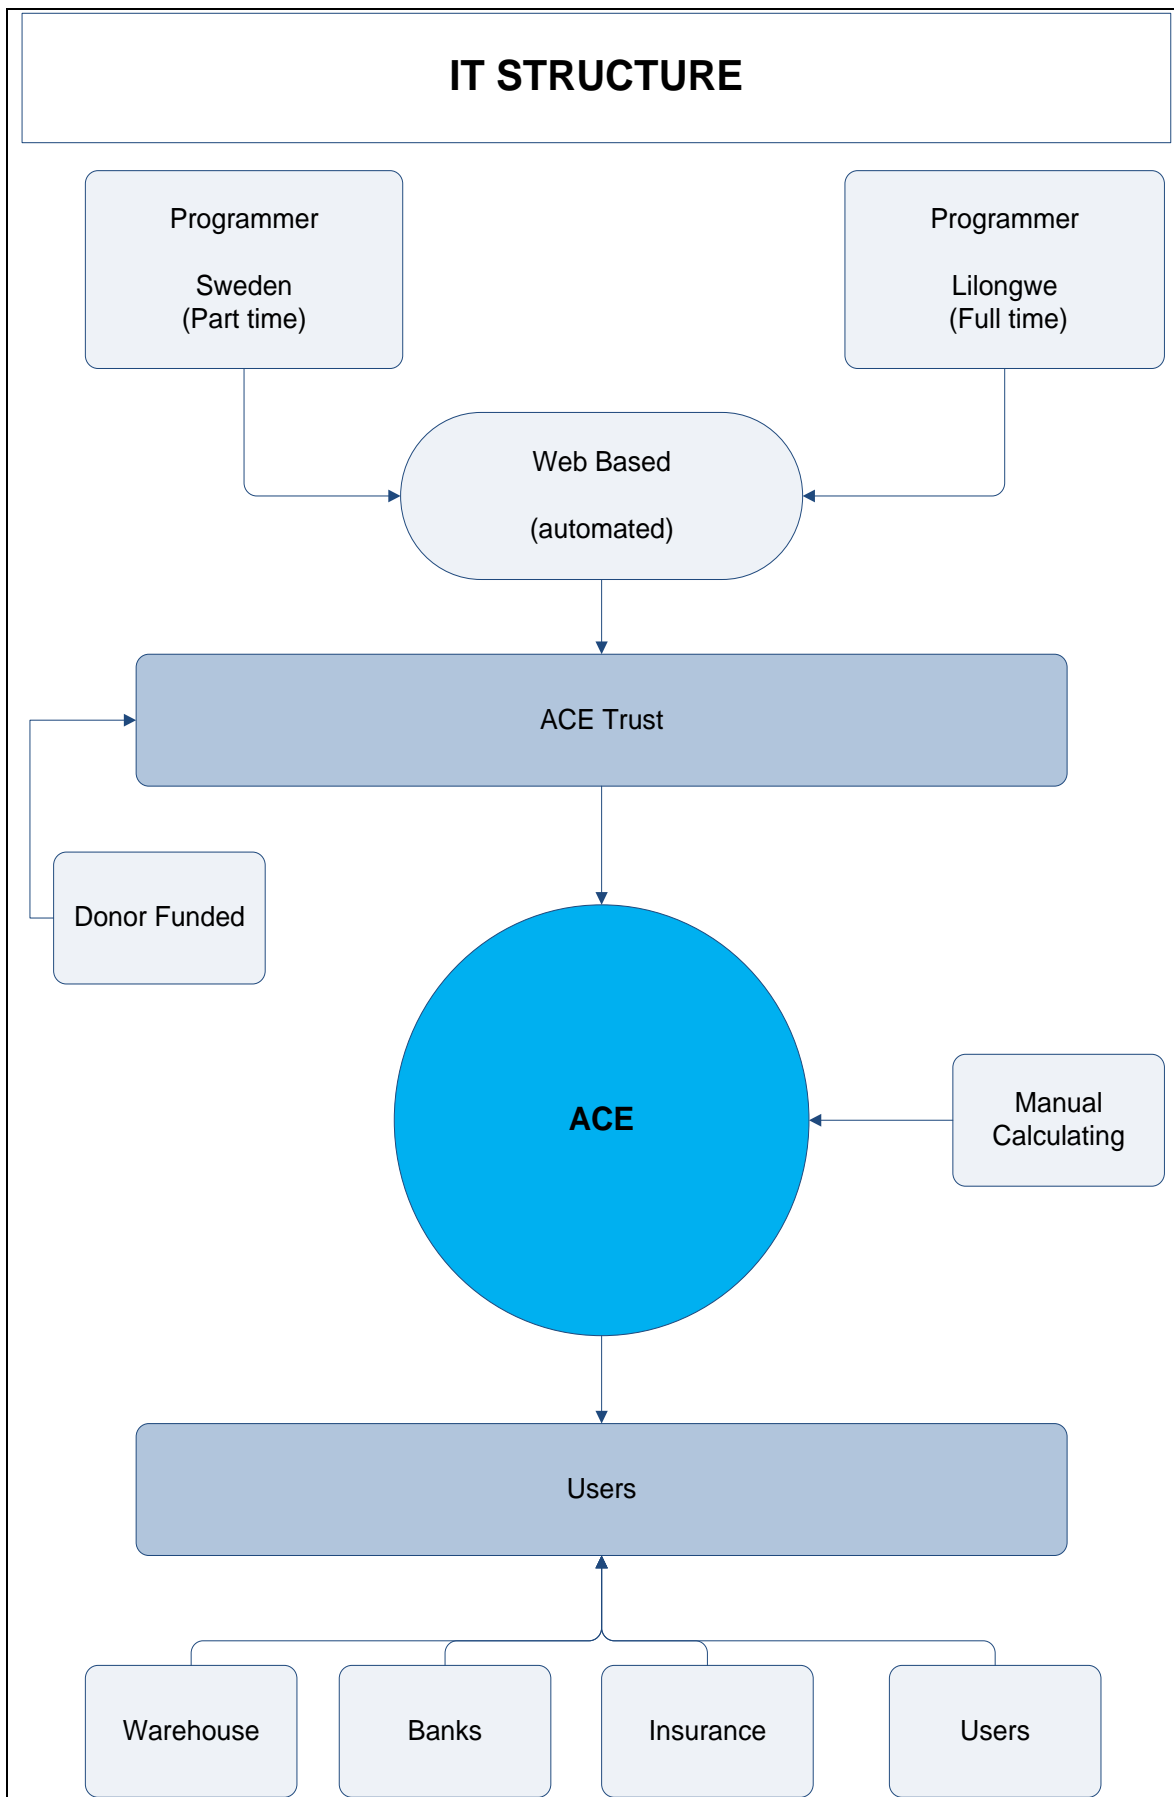 IT STRUCTURE
Programmer
Sweden
(Part time)
Programmer
Lilongwe
(Full time)
Web Based
(automated)
ACE Trust
Donor Funded
ACE
Manual
Calculating
Users
Warehouse
Banks
Insurance
Users